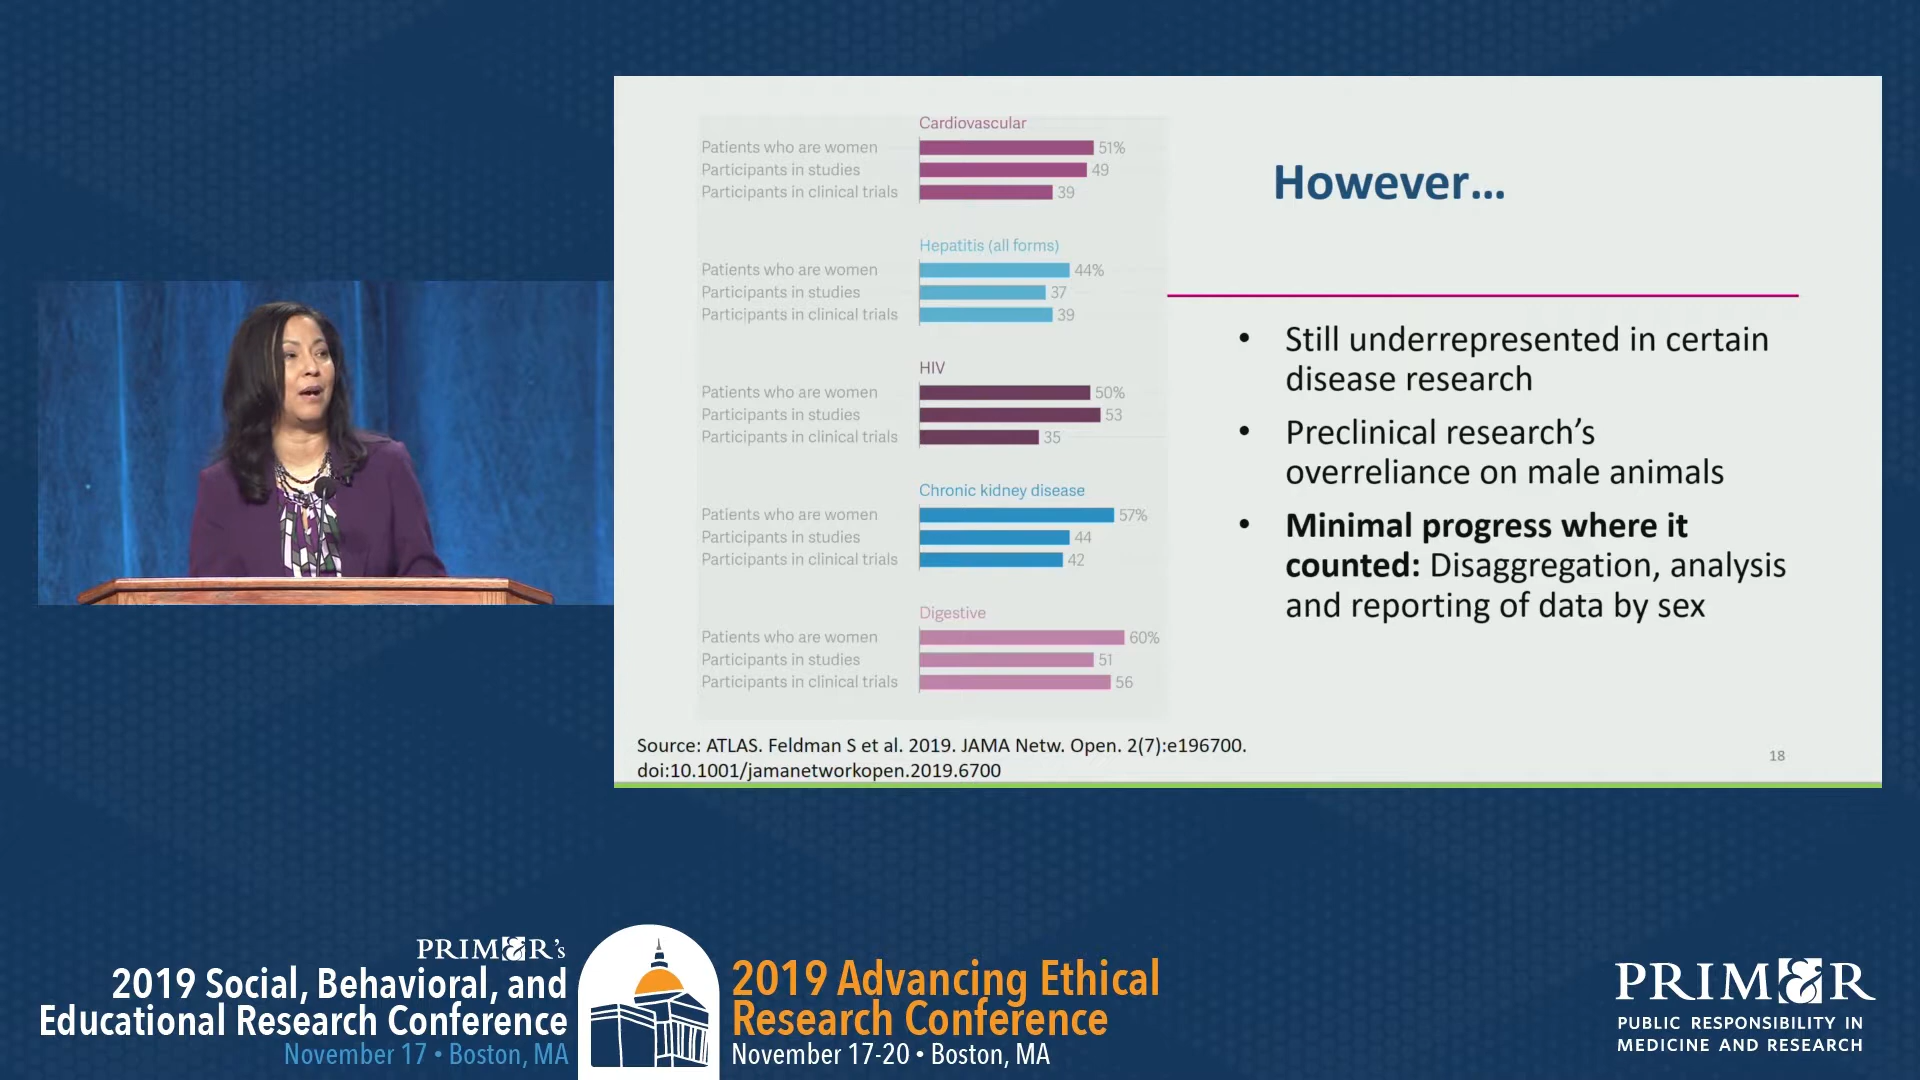 Cardiovascular
Patients who are women 51%
Participants in studies 49
Participants in clinical trials 39
Hepatitis (all forms)
Patients who are women 44%
Participants in studies 37
Participants in clinical trials 39
HIV
Patients who are women 50%
Participants in studies 53
Participants in clinical trials 35
Chronic kidney disease
Patients who are women 57%
Participants in studies 44
Participants in clinical trials 42
Digestive
Patients who are women 60%
Participants in studies 51
Participants in clinical trials 56
However...
• Still underrepresented in certain
disease research
• Preclinical research’s
overreliance on male animals
• Minimal progress where it
counted: Disaggregation, analysis
and reporting of data by sex
Source: ATLAS. Feldman S et al. 2019. JAMA Netw. Open. 2(7):e196700.
doi:10.1001/jamanetworkopen.2019.6700
18
PRIM&R’s
2019 Social, Behavioral, and
Educational Research Conference
November 17 • Boston, MA
2019 Advancing Ethical
Research Conference
November 17-20 • Boston, MA
PRIM&R
PUBLIC RESPONSIBILITY IN
MEDICINE AND RESEARCH